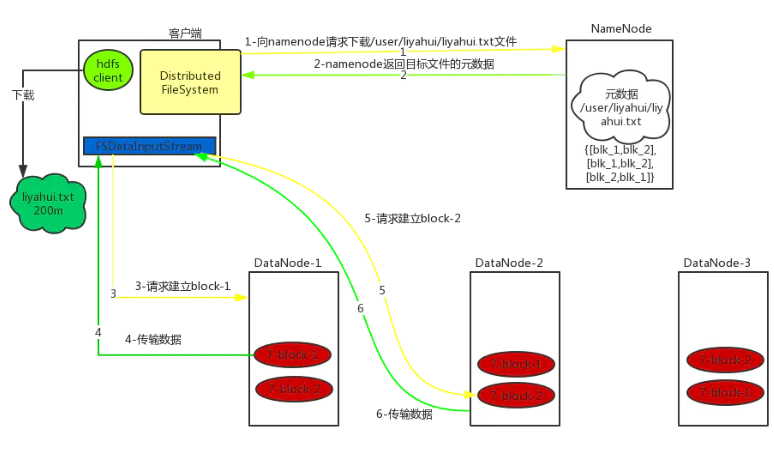 客户端
NameNode
1-向namenode请求下载/user/liyahui/liyahui.txt文件
1
hdfs
client
Distributed
FileSystem
2-namenode返回目标文件的元数据
2
下载
元数据
/user/liyahui/liy
ahui.txt
FSDataInputStream
{[blk_1,blk_2],
[blk_1,blk_2],
[blk_2,blk_1]}
liyahui.txt
200m
5-请求建立block-2
DataNode-1
DataNode-2
DataNode-3
3-请求建立block-1
3
5
6
4
4-传输数据
7-block-1
7-block-2
7-block-1
7-block-2
7-block-2
7-block-1
6-传输数据